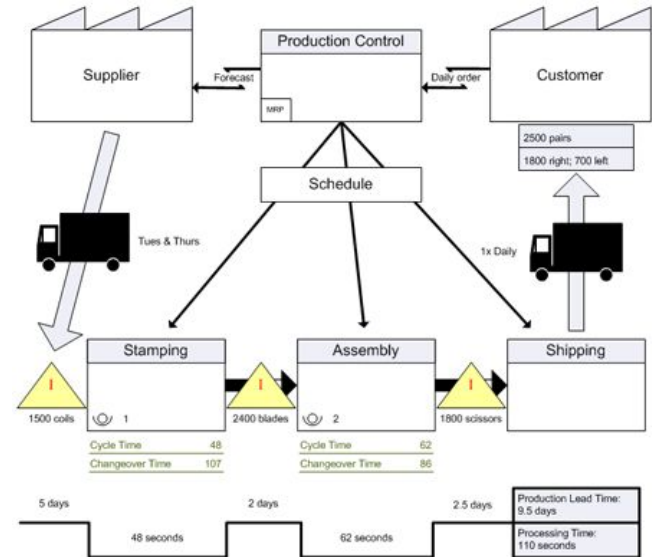 Supplier
Forecast
Production Control
MRP
Daily order
Customer
2500 pairs
1800 right; 700 left
Schedule
Tues & Thurs
1x Daily
I
1500 coils
Stamping
1
Cycle Time 48
Changeover Time 107
I
2400 blades
Assembly
2
Cycle Time 62
Changeover Time 86
I
1800 scissors
Shipping
5 days
48 seconds
2 days
62 seconds
2.5 days
Production Lead Time:
9.5 days
Processing Time:
110 seconds